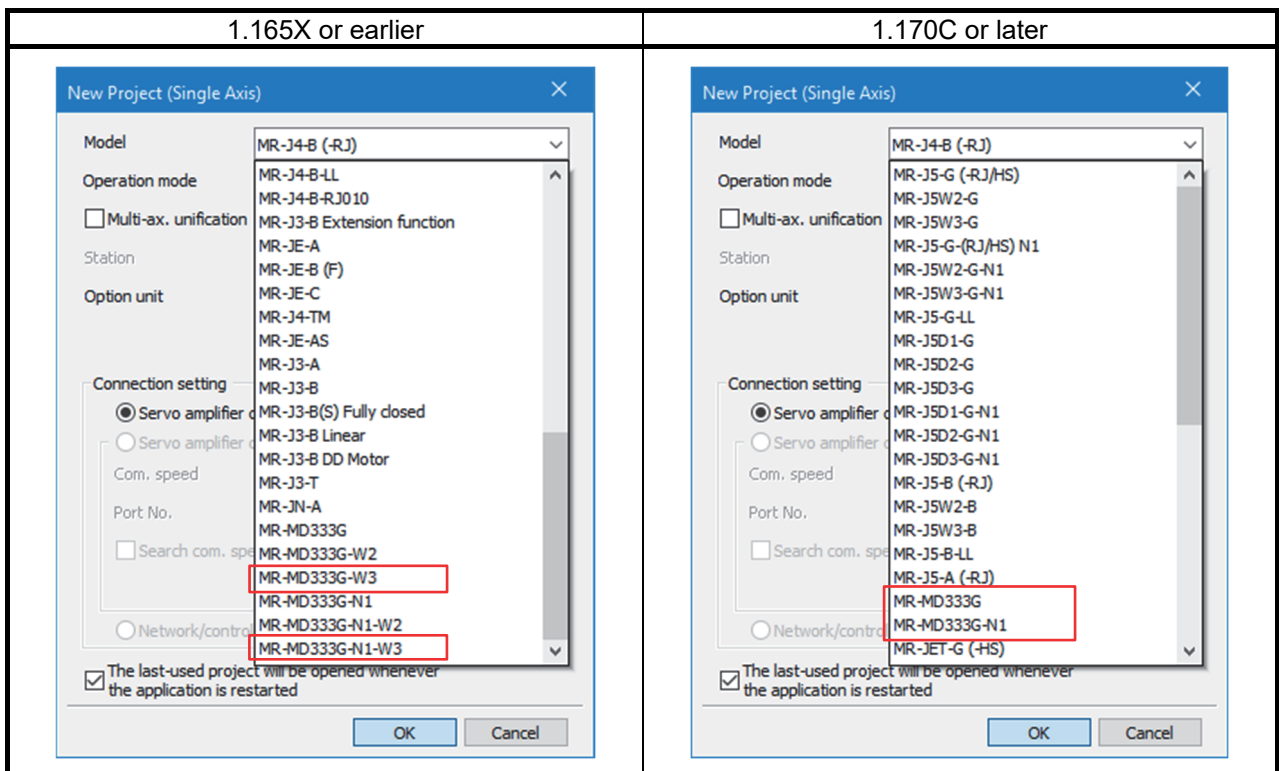 1.165X or earlier
New Project (Single Axis)
Model
MR-J4-B (-RJ)
Operation mode
Multi-ax. unification
Station
Option unit
MR-J4-B-LL
MR-J4-B-RJ010
MR-J3-B Extension function
MR-JE-A
MR-JE-B (F)
MR-JE-C
MR-J4-TM
MR-JE-AS
MR-J3-A
MR-J3-B
MR-J3-B(S) Fully closed
MR-J3-B Linear
MR-J3-B DD Motor
MR-J3-T
MR-JN-A
MR-MD333G
MR-MD333G-W2
MR-MD333G-W3
MR-MD333G-N1
MR-MD333G-N1-W2
MR-MD333G-N1-W3
Connection setting
Servo amplifier
Servo amplifier
Com. speed
Port No.
Search com.
The last-used project will be opened whenever
the application is restarted
OK
Cancel
1.170C or later
New Project (Single Axis)
Model
MR-J4-B (-RJ)
Operation mode
Multi-ax. unification
Station
Option unit
MR-J5-G (-RJ/HS)
MR-J5W2-G
MR-J5W3-G
MR-J5-G-(RJ/HS) N1
MR-J5W2-G-N1
MR-J5W3-G-N1
MR-J5-G-LL
MR-J5D1-G
MR-J5D2-G
MR-J5D3-G
MR-J5D1-G-N1
MR-J5D2-G-N1
MR-J5D3-G-N1
MR-J5-B (-RJ)
MR-J5W2-B
MR-J5W3-B
MR-J5-B-LL
MR-J5-A (-RJ)
MR-MD333G
MR-MD333G-N1
MR-JET-G (-HS)
Connection setting
Servo amplifier
Servo amplifier
Com. speed
Port No.
Search com.
The last-used project will be opened whenever
the application is restarted
OK
Cancel